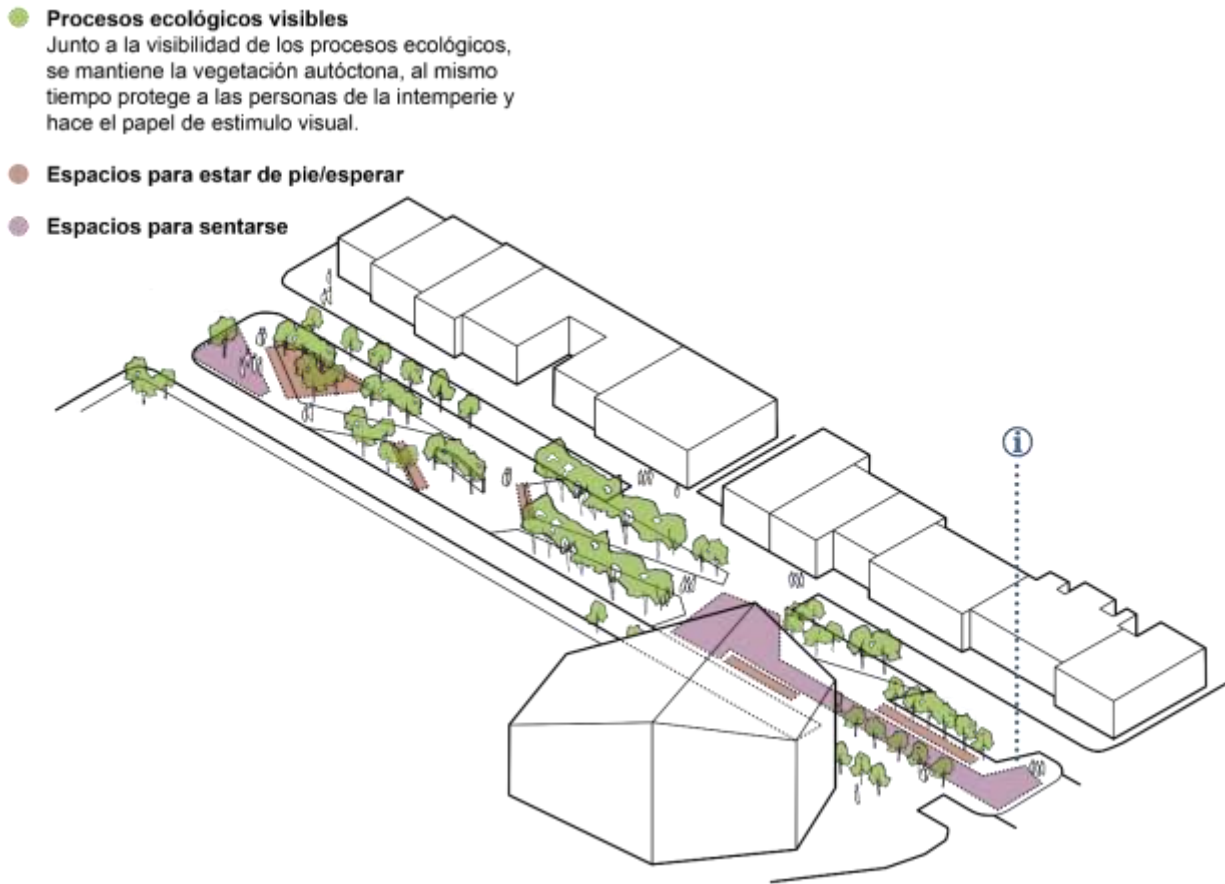 Procesos ecológicos visibles
Junto a la visibilidad de los procesos ecológicos,
se mantiene la vegetación autóctona, al mismo
tiempo protege a las personas de la intemperie y
hace el papel de estimulo visual.
Espacios para estar de pie/esperar
Espacios para sentarse
i